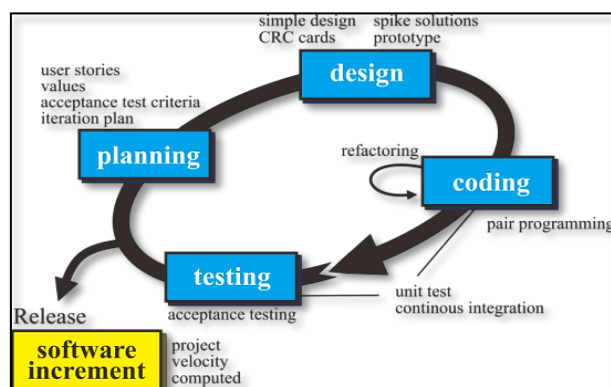 simple design
CRC cards
spike solutions
prototype
design
user stories
values
acceptance test criteria
iteration plan
planning
refactoring
coding
pair programming
testing
acceptance testing
unit test
continous integration
Release
software
increment
project
velocity
computed